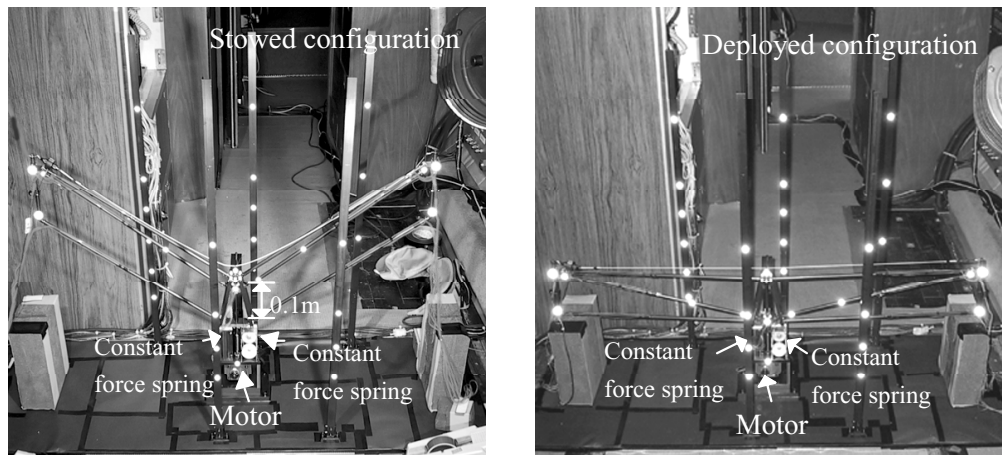 Stowed configuration
0.1m
Constant
force spring
Constant
force spring
Motor
Deployed configuration
Constant
force spring
Constant
force spring
Motor